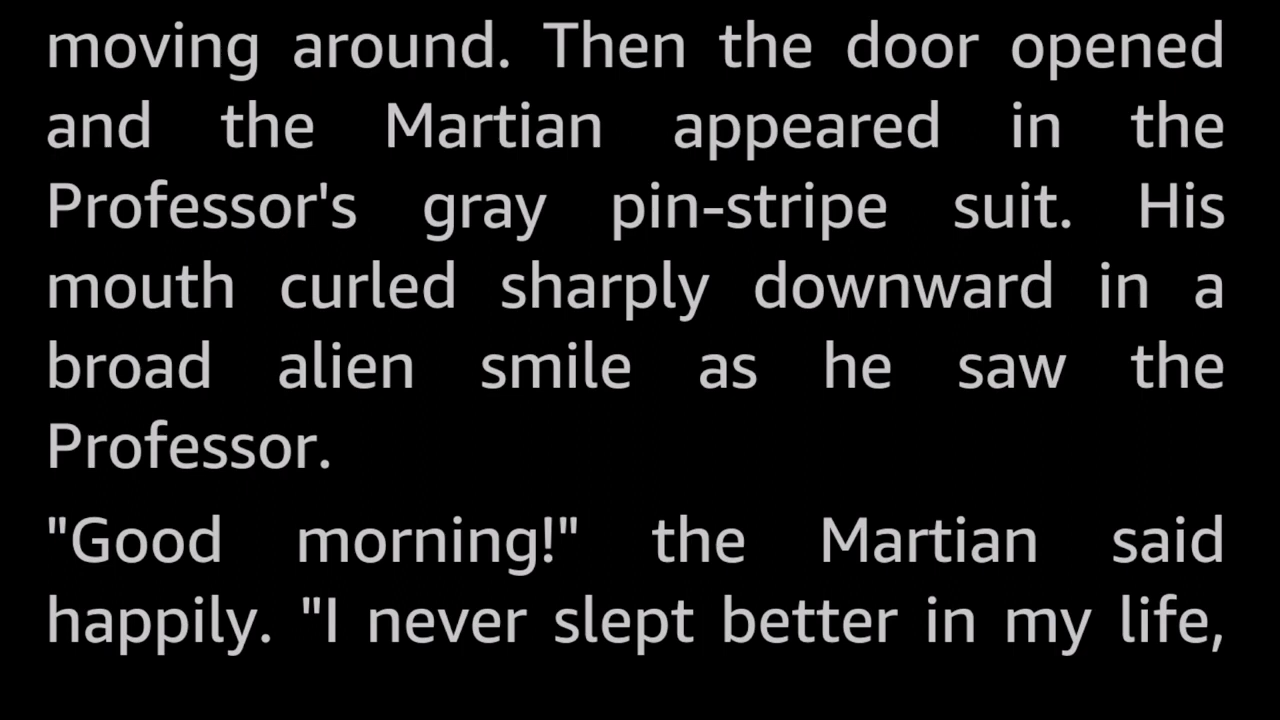 moving around. Then the door opened
and the Martian appeared in the
Professor's gray pin-stripe suit. His
mouth curled sharply downward in a
broad alien smile as he saw the
Professor.
"Good morning!" the Martian said
happily. "I never slept better in my life,